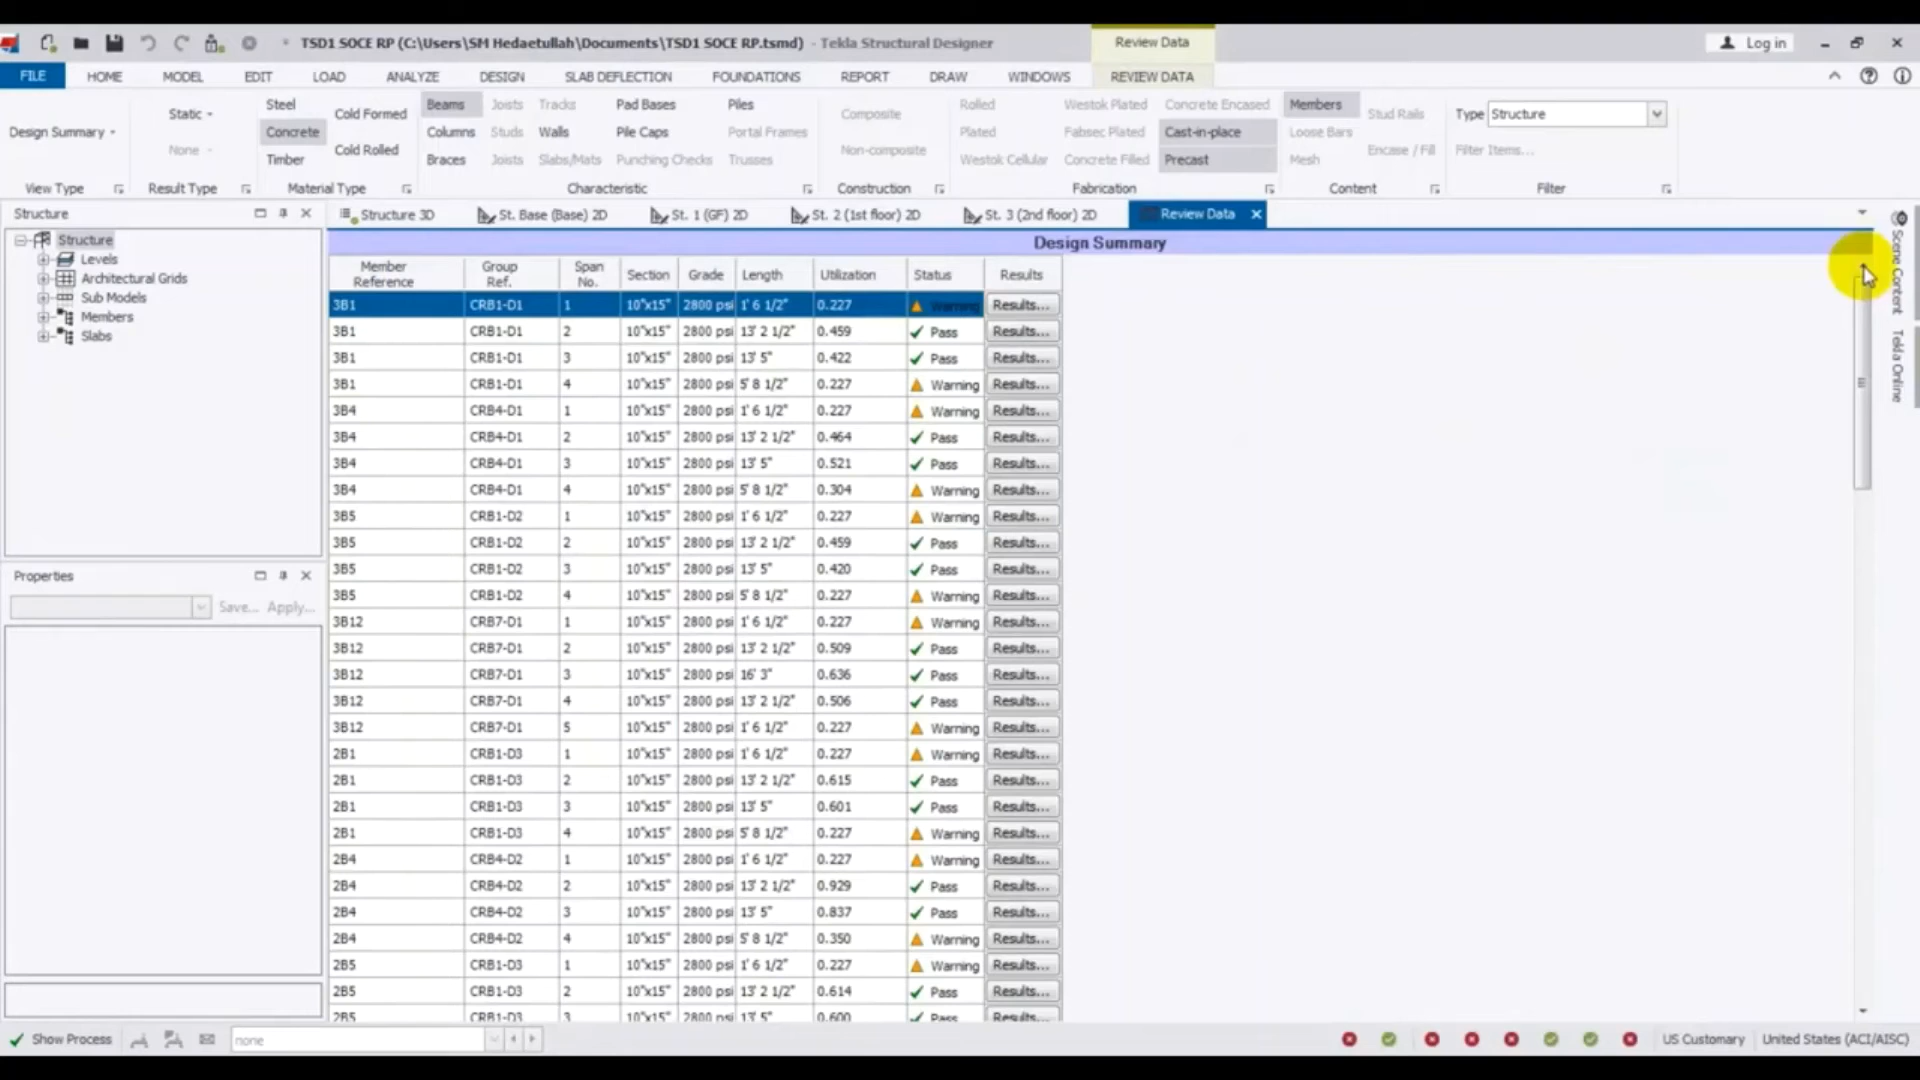 TSD1 SOCE RP (C:\Users\SM Hedaetullah\Documents\TSD1 SOCE RP.tsmd) - Tekla Structural Designer
Review Data
Log in
FILE HOME MODEL EDIT LOAD ANALYZE DESIGN SLAB DEFLECTION FOUNDATIONS REPORT DRAW WINDOWS REVIEW DATA
Design Summary
View Type
Static
None
Result Type
Steel
Concrete
Timber
Cold Formed
Cold Rolled
Material Type
Beams Joists Tracks Pad Bases Piles
Columns Studs Walls Pile Caps Portal Frames
Braces Joists Slabs/Mats Punching Checks Trusses
Characteristic
Composite
Non-composite
Construction
Rolled Westok Plated Concrete Encased
Plated Fabsec Plated Cast-in-place
Westok Cellular Concrete Filled Precast
Fabrication
Members
Loose Bars
Mesh
Stud Rails
Encase / Fill
Content
Type Structure
Filter Items...
Filter
Structure
Structure
Levels
Architectural Grids
Sub Models
Members
Slabs
Properties
Save... Apply...
Structure 3D St. Base (Base) 2D St. 1 (GF) 2D St. 2 (1st floor) 2D St. 3 (2nd floor) 2D Review Data
Design Summary
Member Reference Group Ref. Span No. Section Grade Length Utilization Status Results
3B1 CRB1-D1 1 10"x15" 2800 psi 1' 6 1/2" 0.227 Warning Results...
3B1 CRB1-D1 2 10"x15" 2800 psi 13' 2 1/2" 0.459 Pass Results...
3B1 CRB1-D1 3 10"x15" 2800 psi 13' 5" 0.422 Pass Results...
3B1 CRB1-D1 4 10"x15" 2800 psi 5' 8 1/2" 0.227 Warning Results...
3B4 CRB4-D1 1 10"x15" 2800 psi 1' 6 1/2" 0.227 Warning Results...
3B4 CRB4-D1 2 10"x15" 2800 psi 13' 2 1/2" 0.464 Pass Results...
3B4 CRB4-D1 3 10"x15" 2800 psi 13' 5" 0.521 Pass Results...
3B4 CRB4-D1 4 10"x15" 2800 psi 5' 8 1/2" 0.304 Warning Results...
3B5 CRB1-D2 1 10"x15" 2800 psi 1' 6 1/2" 0.227 Warning Results...
3B5 CRB1-D2 2 10"x15" 2800 psi 13' 2 1/2" 0.459 Pass Results...
3B5 CRB1-D2 3 10"x15" 2800 psi 13' 5" 0.420 Pass Results...
3B5 CRB1-D2 4 10"x15" 2800 psi 5' 8 1/2" 0.227 Warning Results...
3B12 CRB7-D1 1 10"x15" 2800 psi 1' 6 1/2" 0.227 Warning Results...
3B12 CRB7-D1 2 10"x15" 2800 psi 13' 2 1/2" 0.509 Pass Results...
3B12 CRB7-D1 3 10"x15" 2800 psi 16' 3" 0.636 Pass Results...
3B12 CRB7-D1 4 10"x15" 2800 psi 13' 2 1/2" 0.506 Pass Results...
3B12 CRB7-D1 5 10"x15" 2800 psi 1' 6 1/2" 0.227 Warning Results...
2B1 CRB1-D3 1 10"x15" 2800 psi 1' 6 1/2" 0.227 Warning Results...
2B1 CRB1-D3 2 10"x15" 2800 psi 13' 2 1/2" 0.615 Pass Results...
2B1 CRB1-D3 3 10"x15" 2800 psi 13' 5" 0.601 Pass Results...
2B1 CRB1-D3 4 10"x15" 2800 psi 5' 8 1/2" 0.227 Warning Results...
2B4 CRB4-D2 1 10"x15" 2800 psi 1' 6 1/2" 0.227 Warning Results...
2B4 CRB4-D2 2 10"x15" 2800 psi 13' 2 1/2" 0.929 Pass Results...
2B4 CRB4-D2 3 10"x15" 2800 psi 13' 5" 0.837 Pass Results...
2B4 CRB4-D2 4 10"x15" 2800 psi 5' 8 1/2" 0.350 Warning Results...
2B5 CRB1-D3 1 10"x15" 2800 psi 1' 6 1/2" 0.227 Warning Results...
2B5 CRB1-D3 2 10"x15" 2800 psi 13' 2 1/2" 0.614 Pass Results...
2B5 CRB1-D3 3 10"x15" 2800 psi 13' 5" 0.600 Pass Results...
Scene Content
Tekla Online
Show Process
none
US Customary United States (ACI/AISC)